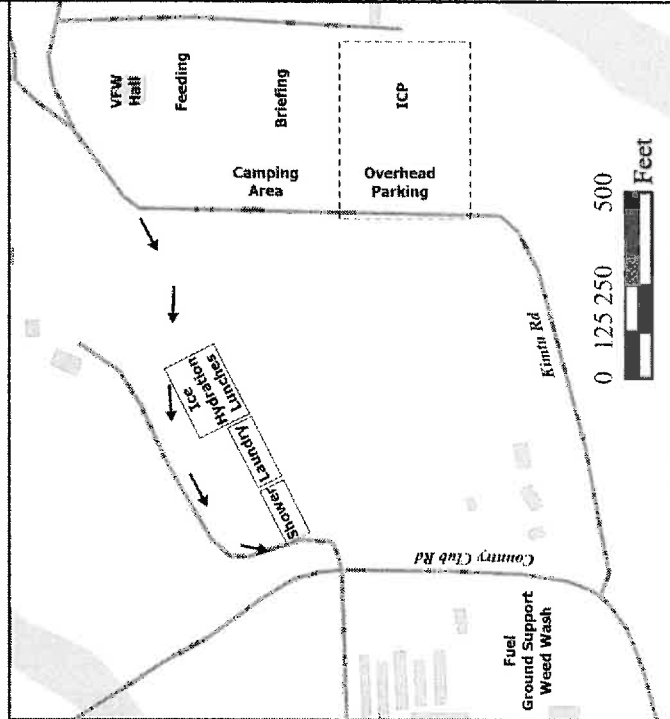 VFW
Hall
Feeding
Briefing
Camping
Area
ICP
Overhead
Parking
Ice
Hydration
Lunches
Laundry
Shower
Kimtu Rd
Country Club Rd
Fuel
Ground Support
Weed Wash
0 125 250 500
Feet